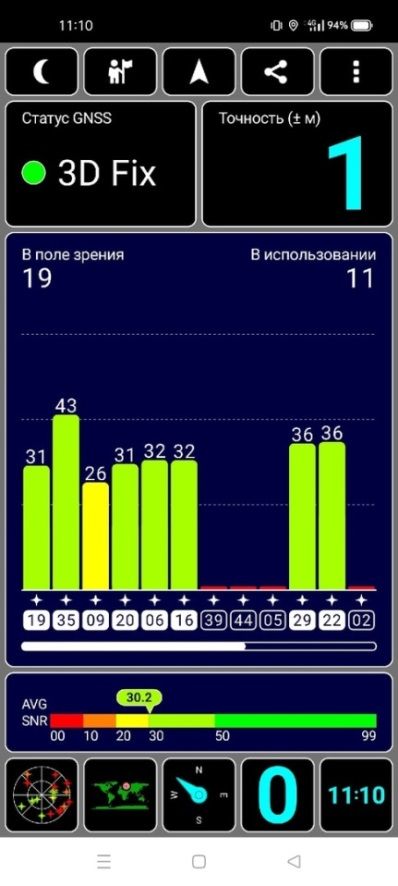 11:10
4G 94%
Статус GNSS
Точность (± м)
3D Fix
1
В поле зрения
В использовании
19
11
31 43 26 31 32 32 36 36
19 35 09 20 06 16 39 44 05 29 22 02
30.2
AVG
SNR
00 10 20 30 50 99
N
W E
S
0
11:10